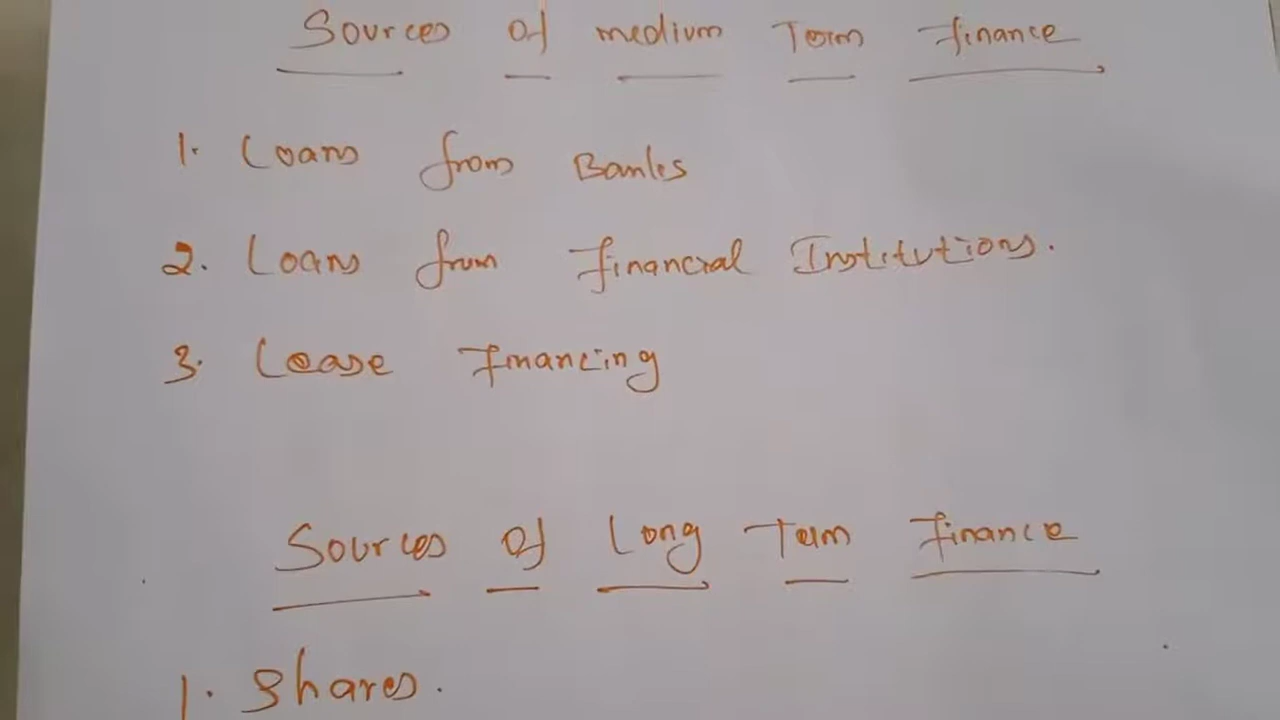 Sources of medium Term Finance
1. Loans from Banks
2. Loans from Financial Institutions.
3. Lease Financing
Sources of Long Term Finance
1. Shares.